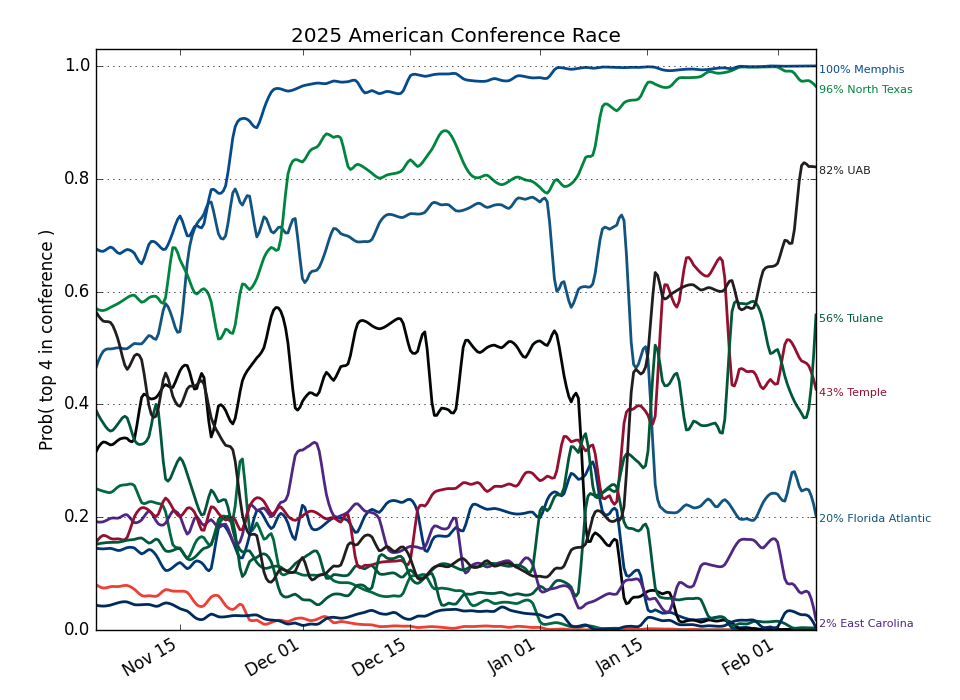 2025 American Conference Race
Prob( top 4 in conference )
1.0
0.8
0.6
0.4
0.2
0.0
Nov 15
Dec 01
Dec 15
Jan 01
Jan 15
Feb 01
100% Memphis
96% North Texas
82% UAB
56% Tulane
43% Temple
20% Florida Atlantic
2% East Carolina